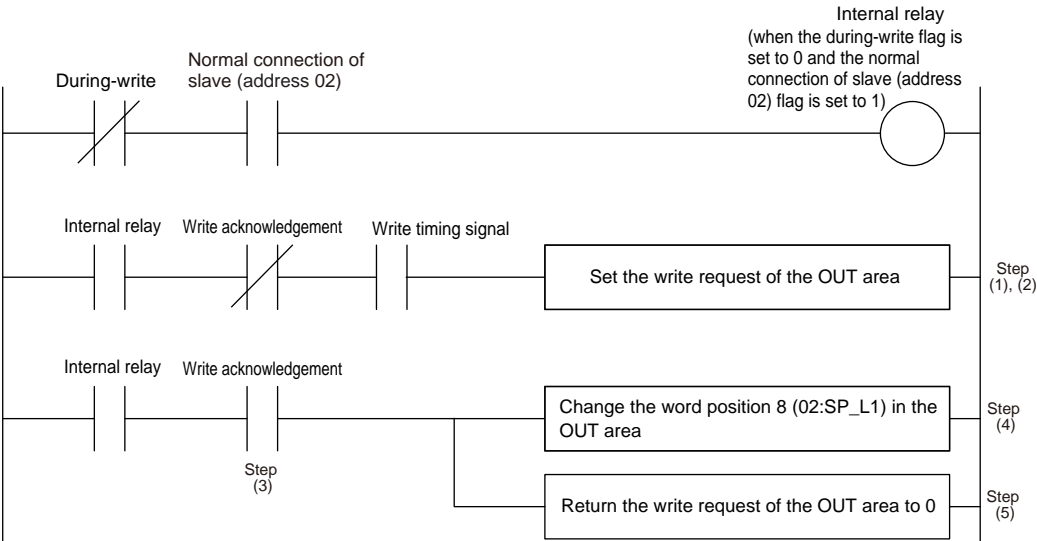 Internal relay
(when the during-write flag is
set to 0 and the normal
connection of slave (address
02) flag is set to 1)
Normal connection of
slave (address 02)
During-write
Internal relay
Write acknowledgement
Write timing signal
Set the write request of the OUT area
Step
(1), (2)
Internal relay
Write acknowledgement
Change the word position 8 (02:SP_L1) in the
OUT area
Step
(4)
Step
(3)
Return the write request of the OUT area to 0
Step
(5)